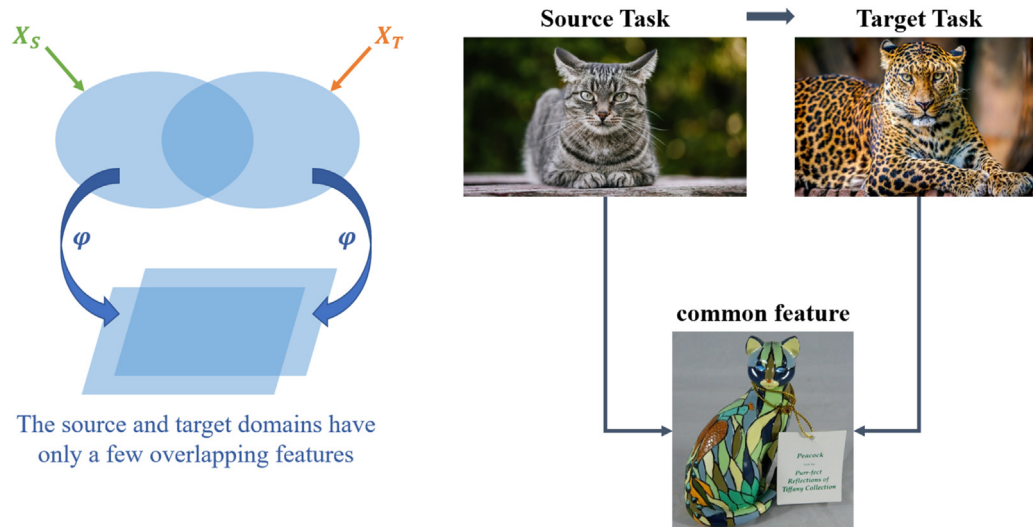 X_S
X_T
φ
φ
The source and target domains have
only a few overlapping features
Source Task
Target Task
common feature
Peacock
Purr-fect
Reflections of
Tiffany Collection